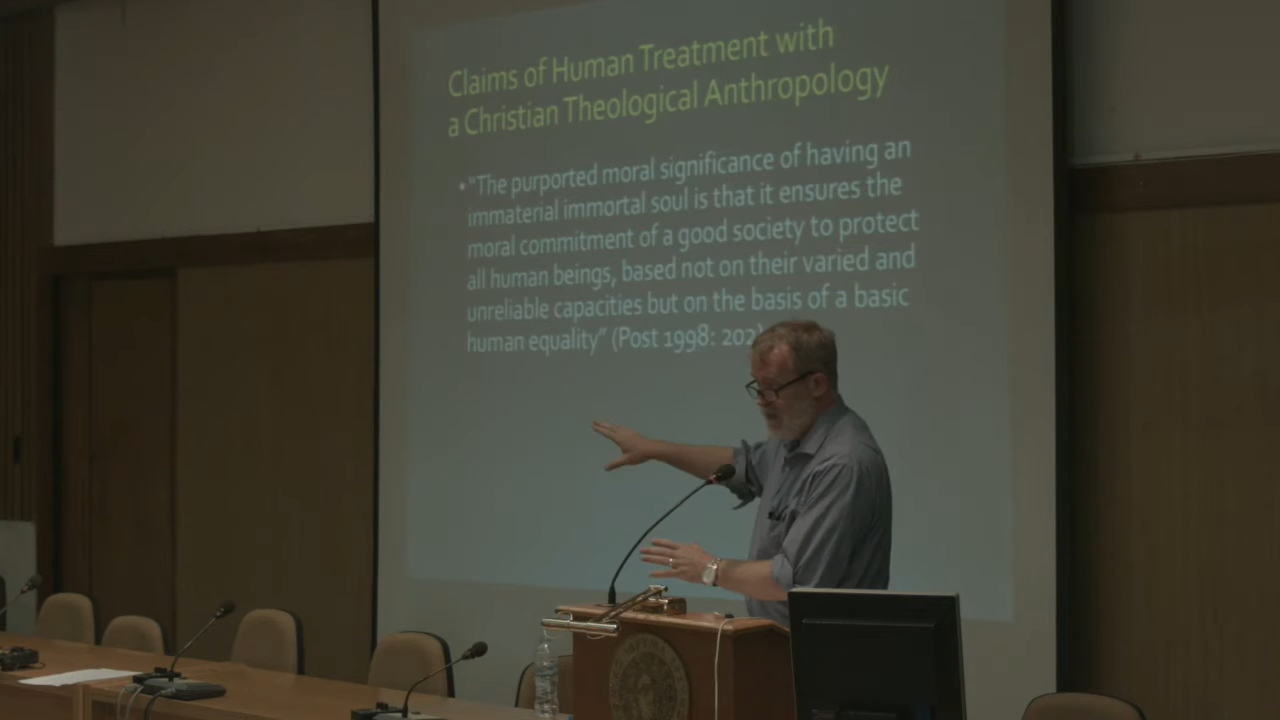 Claims of Human Treatment with
a Christian Theological Anthropology
• “The purported moral significance of having an
immaterial immortal soul is that it ensures the
moral commitment of a good society to protect
all human beings, based not on their varied and
unreliable capacities but on the basis of a basic
human equality” (Post 1998: 202)